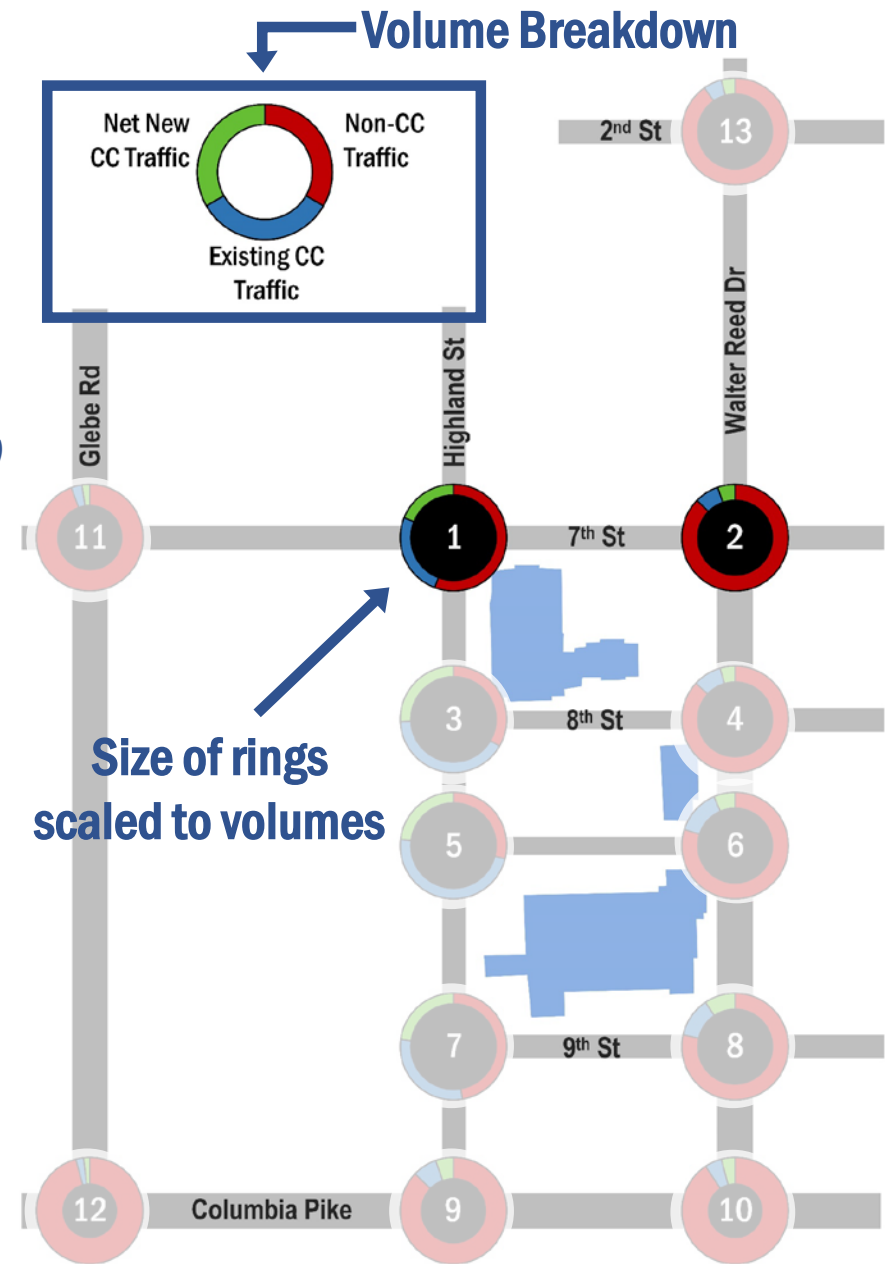 Volume Breakdown
Net New
CC Traffic
Non-CC
Traffic
Existing CC
Traffic
2nd St
13
Walter Reed Dr
Glebe Rd
Highland St
)
11
1
7th St
2
3
8th St
4
Size of rings
scaled to volumes
5
6
7
9th St
8
12
Columbia Pike
9
10